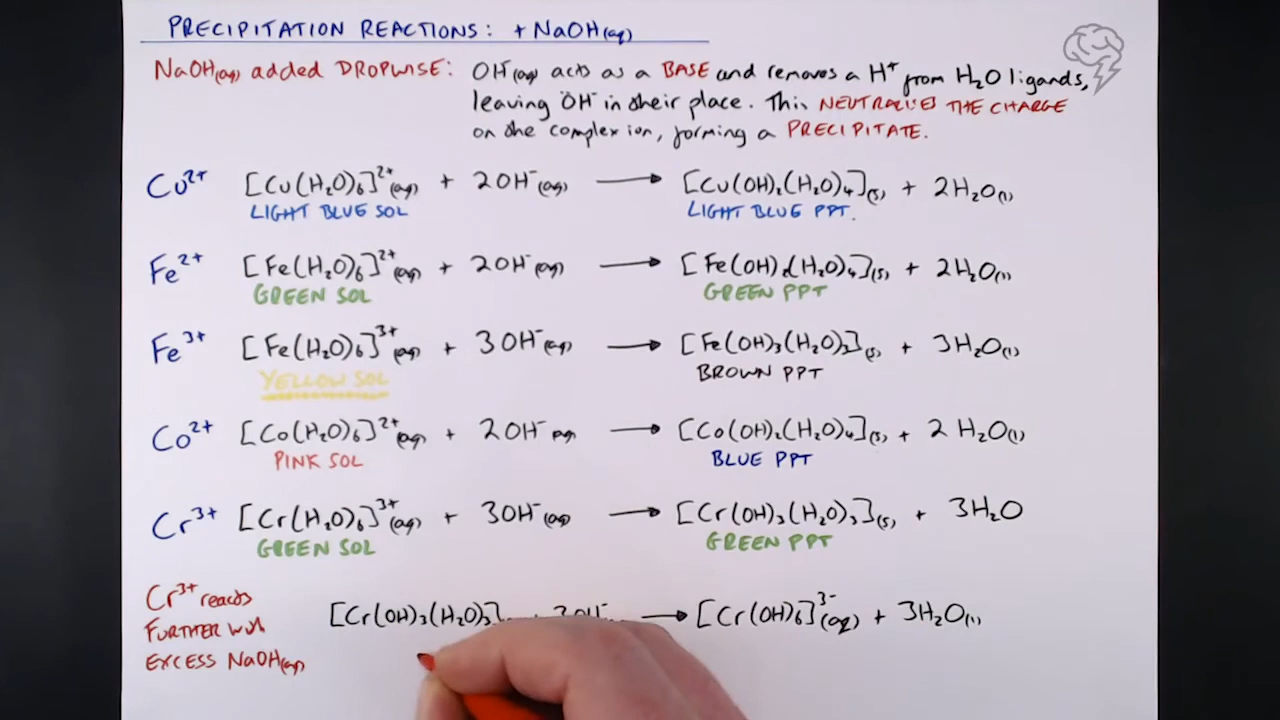 PRECIPITATION REACTIONS: + NaOH(aq)
NaOH(aq) added DROPWISE: OH⁻(aq) acts as a BASE and removes a H⁺ from H₂O ligands,
leaving OH⁻ in their place. This NEUTRALISES THE CHARGE
on the complex ion, forming a PRECIPITATE.
Cu²⁺ [Cu(H₂O)₆]²⁺(aq) + 2OH⁻(aq) → [Cu(OH)₂(H₂O)₄](s) + 2H₂O(l)
LIGHT BLUE SOL LIGHT BLUE PPT.
Fe²⁺ [Fe(H₂O)₆]²⁺(aq) + 2OH⁻(aq) → [Fe(OH)₂(H₂O)₄](s) + 2H₂O(l)
GREEN SOL GREEN PPT
Fe³⁺ [Fe(H₂O)₆]³⁺(aq) + 3OH⁻(aq) → [Fe(OH)₃(H₂O)₃](s) + 3H₂O(l)
YELLOW SOL BROWN PPT
Co²⁺ [Co(H₂O)₆]²⁺(aq) + 2OH⁻ aq → [Co(OH)₂(H₂O)₄](s) + 2H₂O(l)
PINK SOL BLUE PPT
Cr³⁺ [Cr(H₂O)₆]³⁺(aq) + 3OH⁻(aq) → [Cr(OH)₃(H₂O)₃](s) + 3H₂O
GREEN SOL GREEN PPT
Cr³⁺ reacts
FURTHER with
EXCESS NaOH(aq)
[Cr(OH)₃(H₂O)₃] + 3OH⁻ → [Cr(OH)₆]³⁻(aq) + 3H₂O(l)